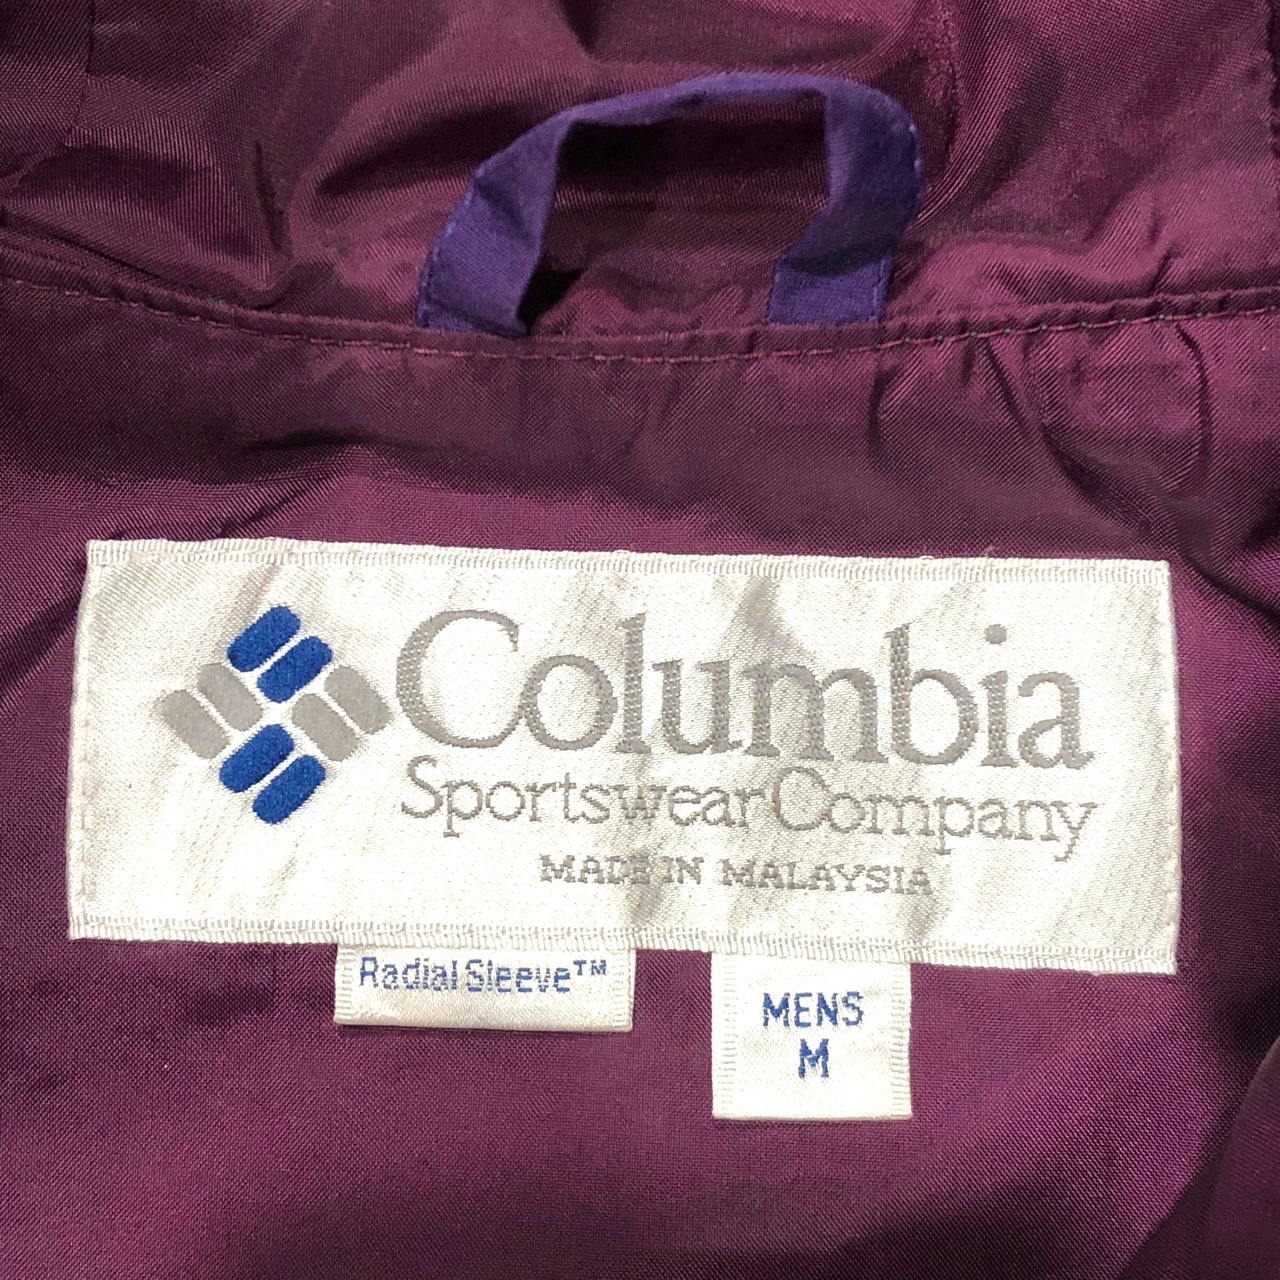 Columbia
Sportswear Company
MADE IN MALAYSIA
Radial Sleeve™
MENS
M